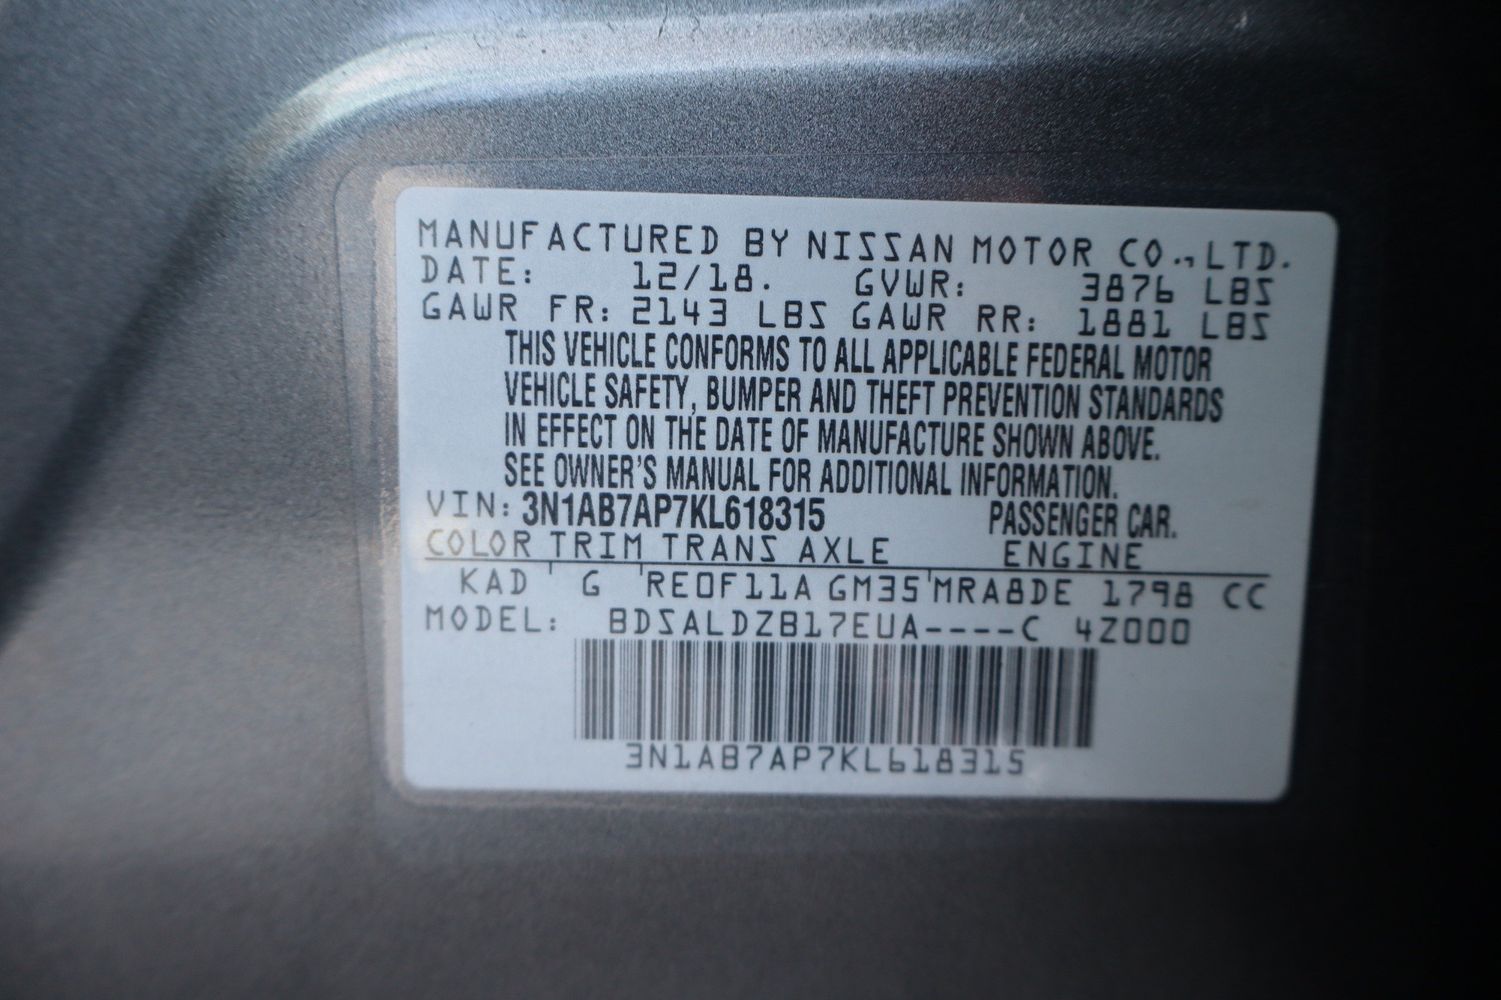 MANUFACTURED BY NISSAN MOTOR CO., LTD.
DATE: 12/18. GVWR: 3876 LBS
GAWR FR: 2143 LBS GAWR RR: 1881 LBS
THIS VEHICLE CONFORMS TO ALL APPLICABLE FEDERAL MOTOR
VEHICLE SAFETY, BUMPER AND THEFT PREVENTION STANDARDS
IN EFFECT ON THE DATE OF MANUFACTURE SHOWN ABOVE.
SEE OWNER'S MANUAL FOR ADDITIONAL INFORMATION.
VIN: 3N1AB7AP7KL618315 PASSENGER CAR.
COLOR TRIM TRANS AXLE ENGINE
KAD G RE0F11A GM35 MRA8DE 1798 CC
MODEL: BDSALDZB17EUA----C 4Z000
3N1AB7AP7KL618315